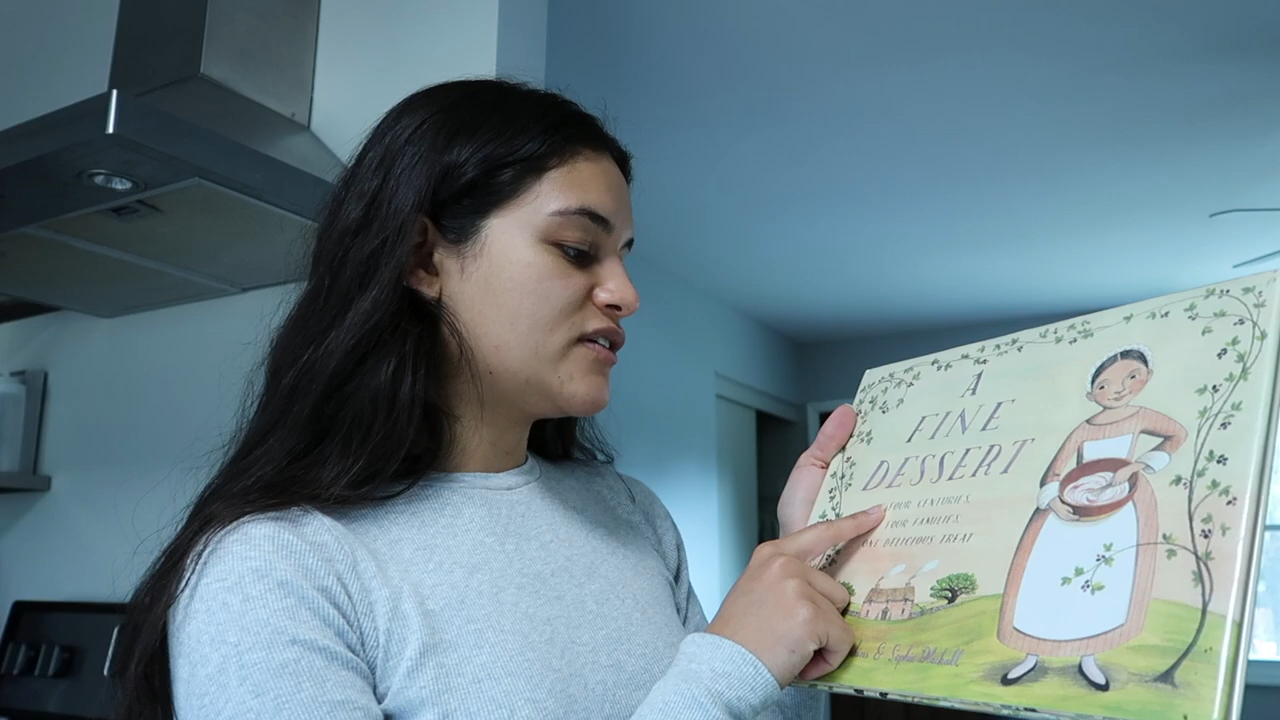 A
FINE
DESSERT
FOUR CENTURIES,
FOUR FAMILIES,
ONE DELICIOUS TREAT
& Sophie Blackall